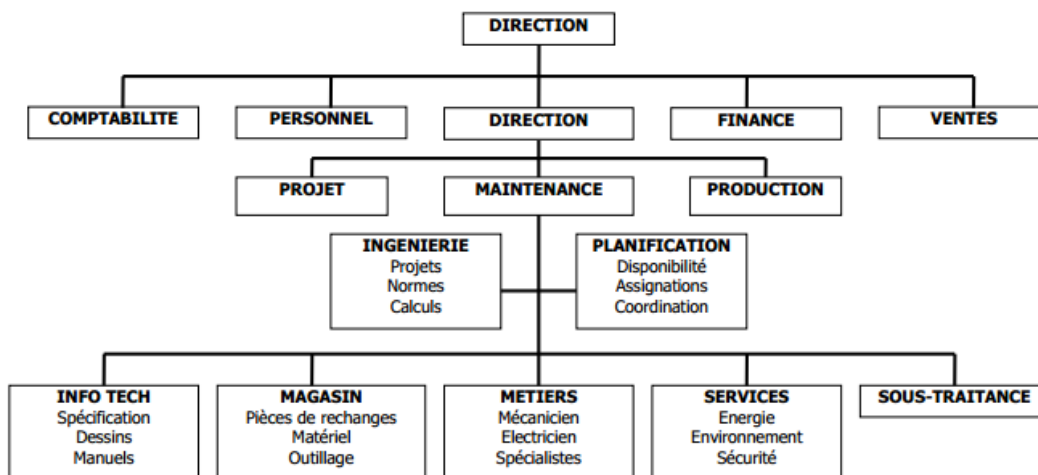 DIRECTION
COMPTABILITE
PERSONNEL
DIRECTION
FINANCE
VENTES
PROJET
MAINTENANCE
PRODUCTION
INGENIERIE
Projets
Normes
Calculs
PLANIFICATION
Disponibilité
Assignations
Coordination
INFO TECH
Spécification
Dessins
Manuels
MAGASIN
Pièces de rechanges
Matériel
Outillage
METIERS
Mécanicien
Electricien
Spécialistes
SERVICES
Energie
Environnement
Sécurité
SOUS-TRAITANCE